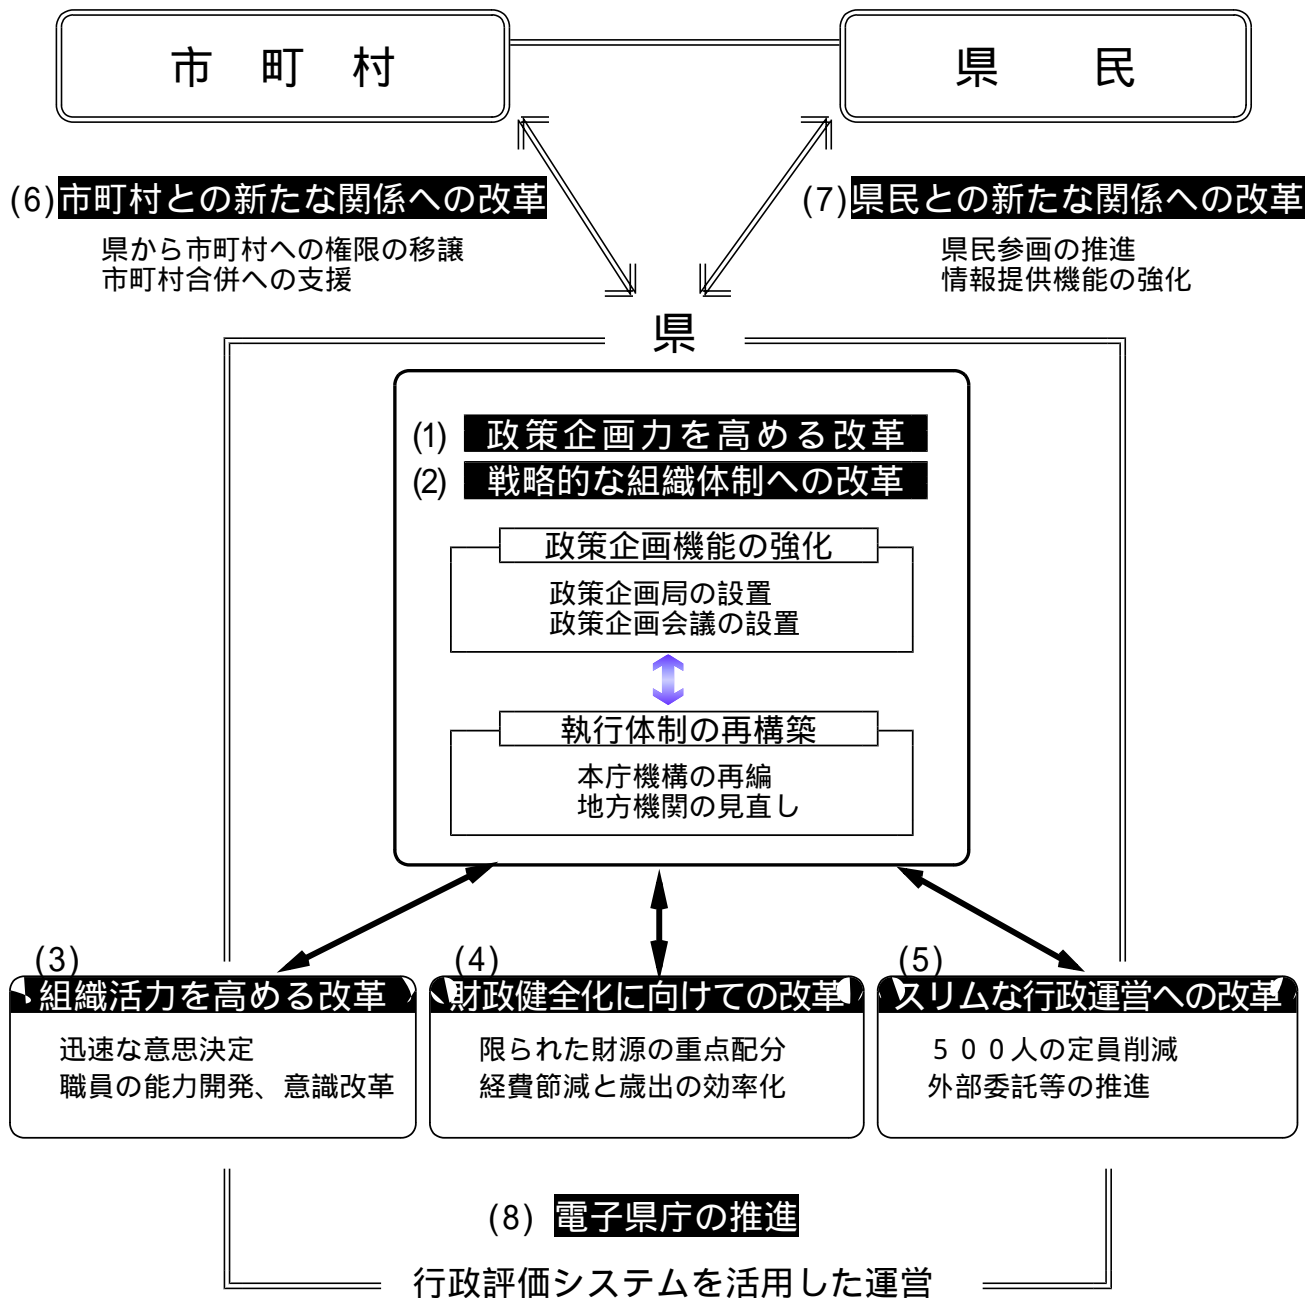 市　町　村
県　　民
(6)市町村との新たな関係への改革
県から市町村への権限の移譲
市町村合併への支援
(7)県民との新たな関係への改革
県民参画の推進
情報提供機能の強化
県
(1) 政策企画力を高める改革
(2) 戦略的な組織体制への改革
政策企画機能の強化
政策企画局の設置
政策企画会議の設置
執行体制の再構築
本庁機構の再編
地方機関の見直し
(3)
組織活力を高める改革
迅速な意思決定
職員の能力開発、意識改革
(4)
財政健全化に向けての改革
限られた財源の重点配分
経費節減と歳出の効率化
(5)
スリムな行政運営への改革
５００人の定員削減
外部委託等の推進
(8) 電子県庁の推進
行政評価システムを活用した運営